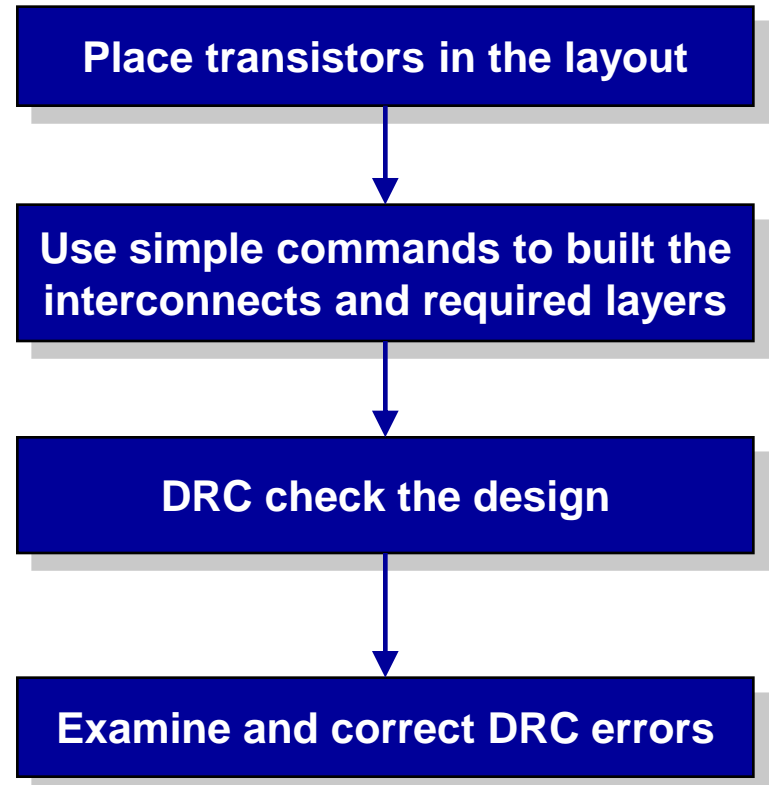 Place transistors in the layout
Use simple commands to built the
interconnects and required layers
DRC check the design
Examine and correct DRC errors